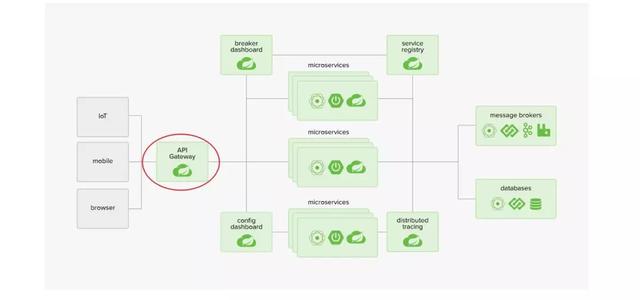 breaker
dashboard
service
registry
microservices
IoT
message brokers
microservices
API
Gateway
mobile
databases
browser
microservices
config
dashboard
distributed
tracing